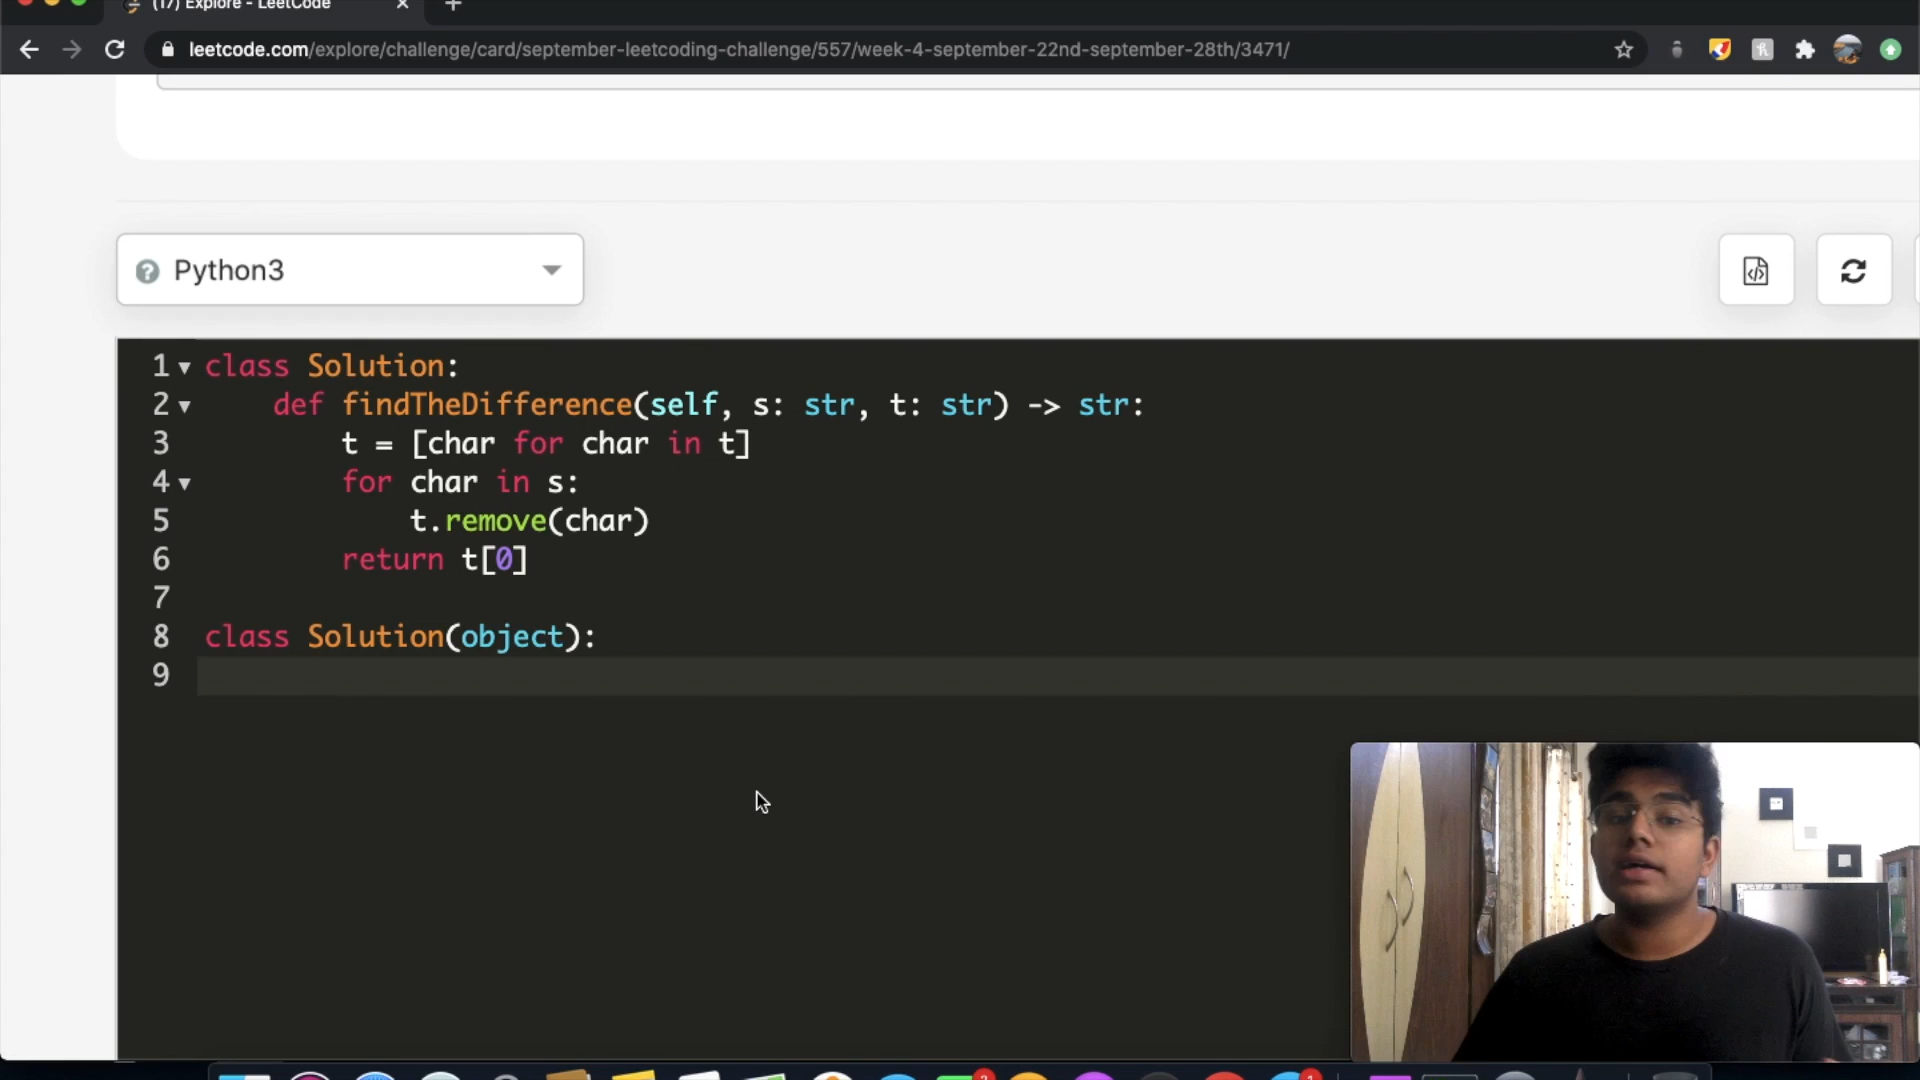 (17) Explore - LeetCode
leetcode.com/explore/challenge/card/september-leetcoding-challenge/557/week-4-september-22nd-september-28th/3471/
Python3
1 class Solution:
2 def findTheDifference(self, s: str, t: str) -> str:
3 t = [char for char in t]
4 for char in s:
5 t.remove(char)
6 return t[0]
7
8 class Solution(object):
9